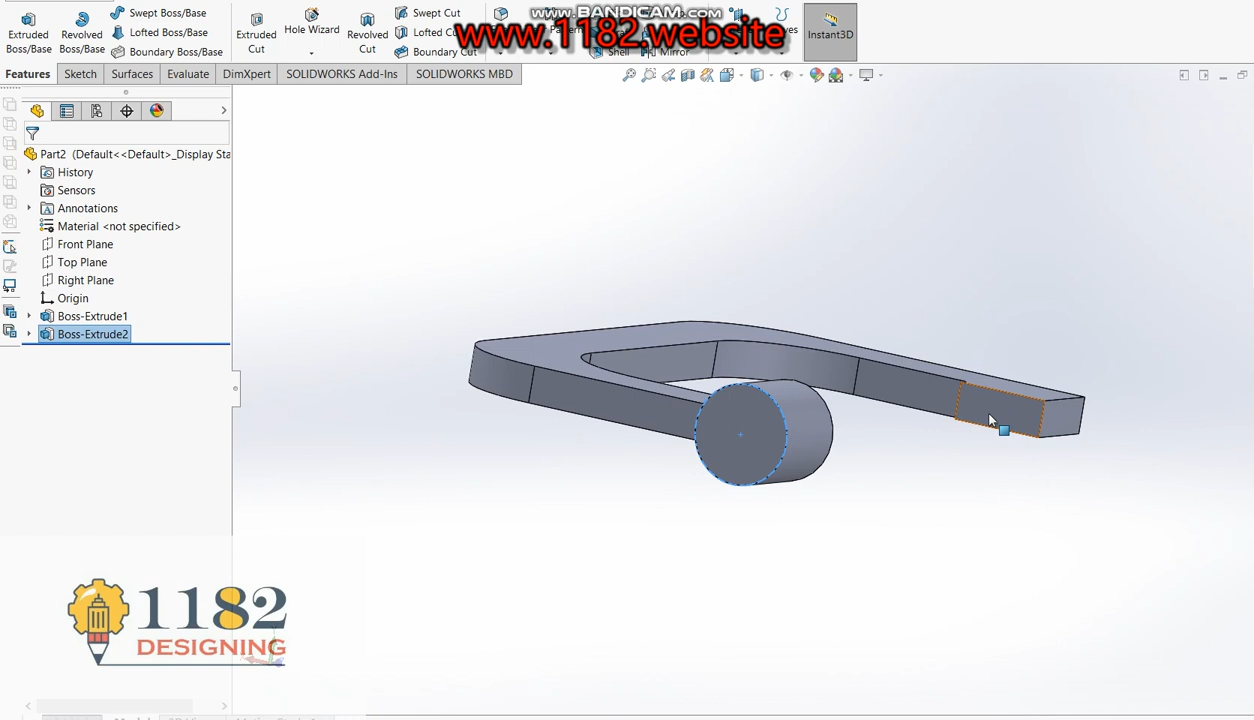 www.BANDICAM.com
www.1182.website
Extruded Boss/Base
Revolved Boss/Base
Swept Boss/Base
Lofted Boss/Base
Boundary Boss/Base
Extruded Cut
Hole Wizard
Revolved Cut
Swept Cut
Lofted Cut
Boundary Cut
Shell
Mirror
Instant3D
Features
Sketch
Surfaces
Evaluate
DimXpert
SOLIDWORKS Add-Ins
SOLIDWORKS MBD
Part2 (Default<<Default>_Display Sta
History
Sensors
Annotations
Material <not specified>
Front Plane
Top Plane
Right Plane
Origin
Boss-Extrude1
Boss-Extrude2
1182
DESIGNING